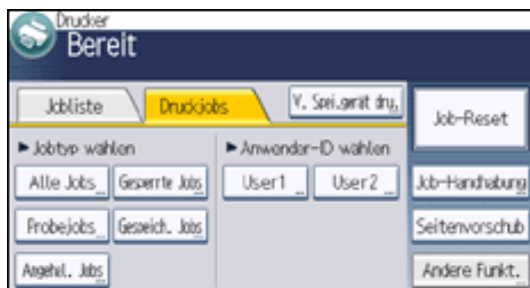 Drucker
Bereit
Jobliste
Druckjobs
V. Spei.gerät dru.
Job-Reset
Jobtyp wählen
Anwender-ID wählen
Alle Jobs
Gesperrte Jobs
User1
User2
Job-Handhabung
Probejobs
Gespeich. Jobs
Seitenvorschub
Angehal. Jobs
Andere Funkt.